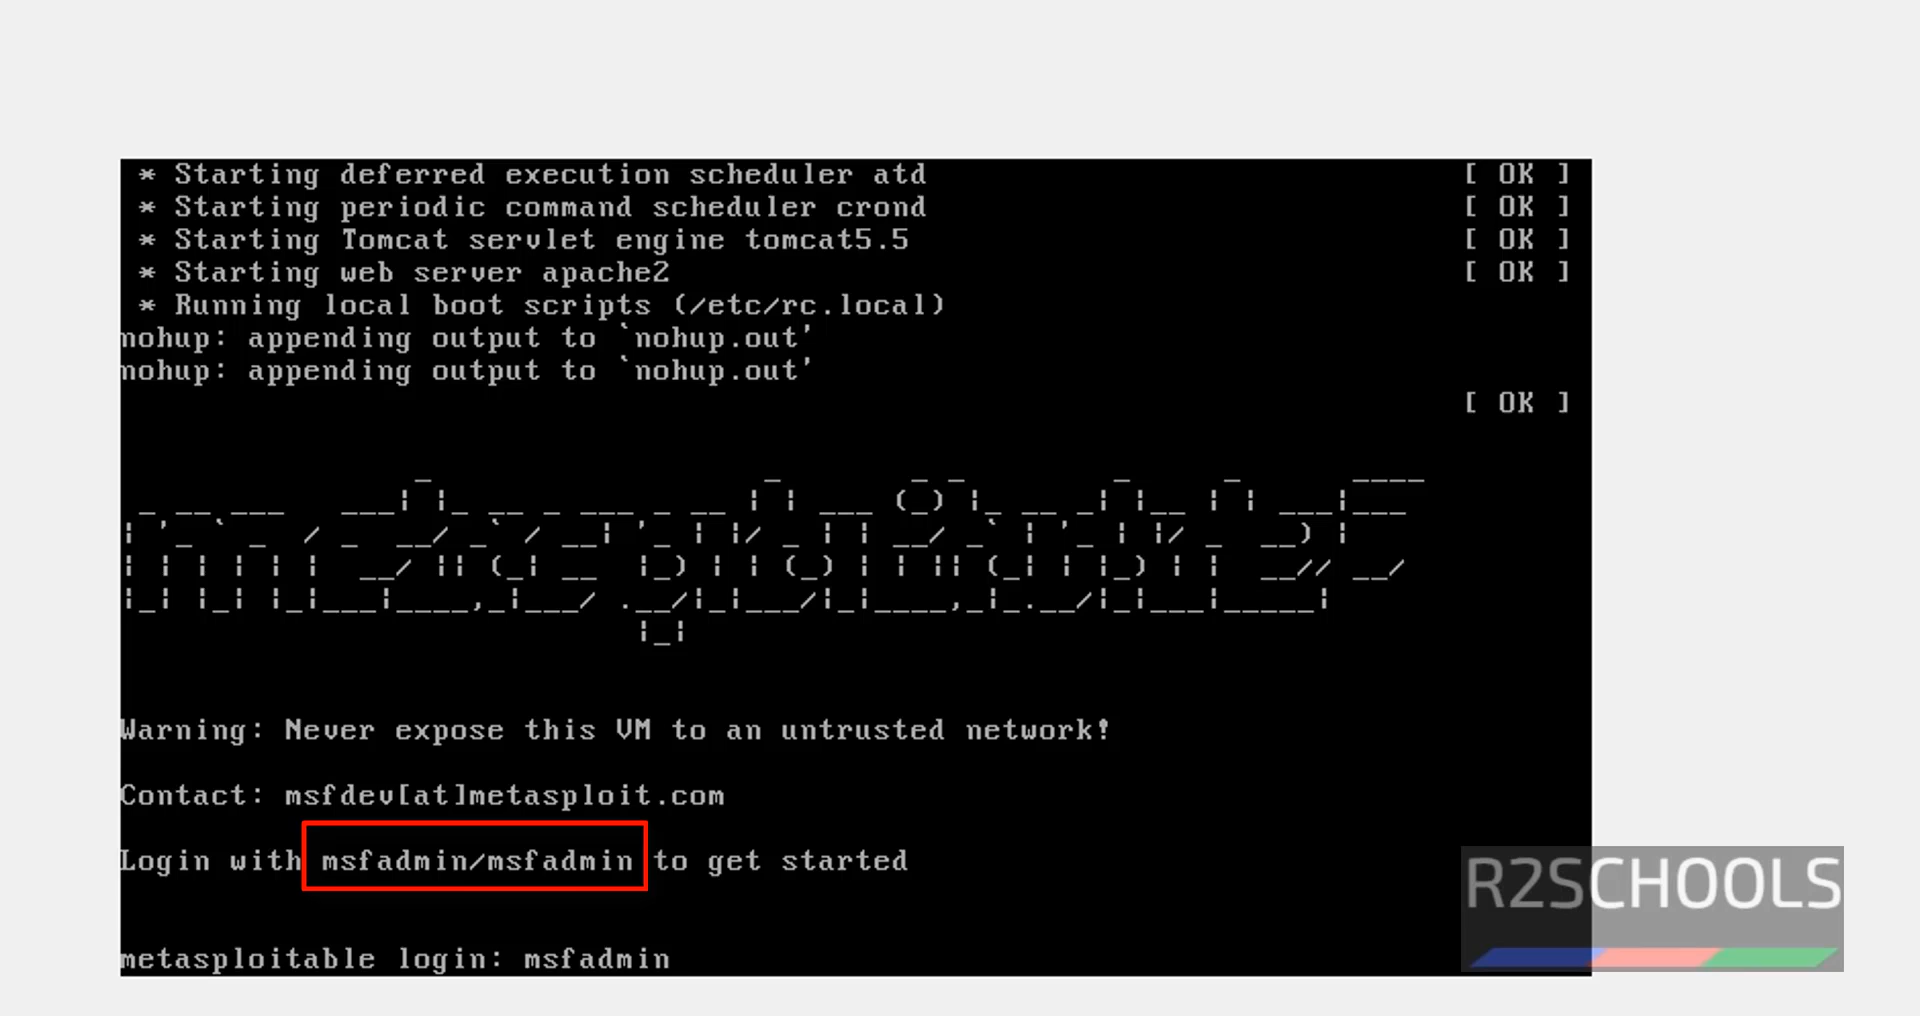 * Starting deferred execution scheduler atd [ OK ]
* Starting periodic command scheduler crond [ OK ]
* Starting Tomcat servlet engine tomcat5.5 [ OK ]
* Starting web server apache2 [ OK ]
* Running local boot scripts (/etc/rc.local)
nohup: appending output to `nohup.out'
nohup: appending output to `nohup.out'
[ OK ]
metasploitable2
Warning: Never expose this VM to an untrusted network!
Contact: msfdev[at]metasploit.com
Login with msfadmin/msfadmin to get started
metasploitable login: msfadmin
R2SCHOOLS